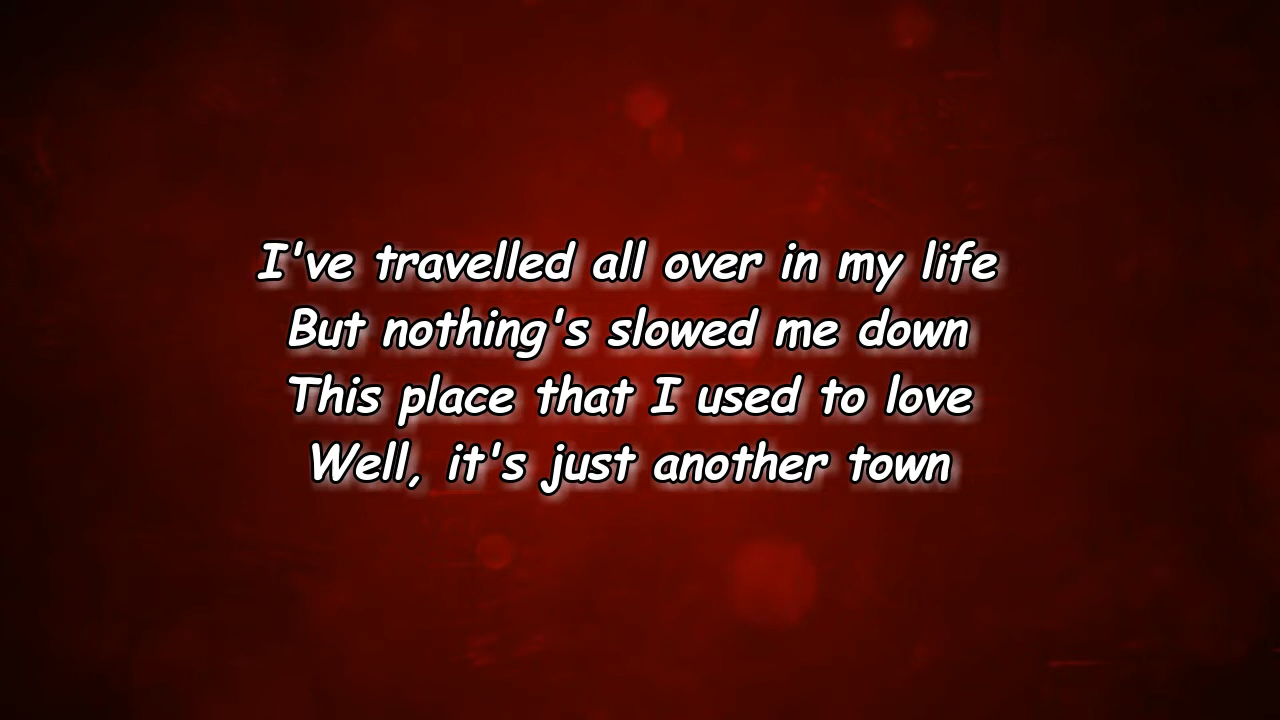 I've travelled all over in my life
But nothing's slowed me down
This place that I used to love
Well, it's just another town